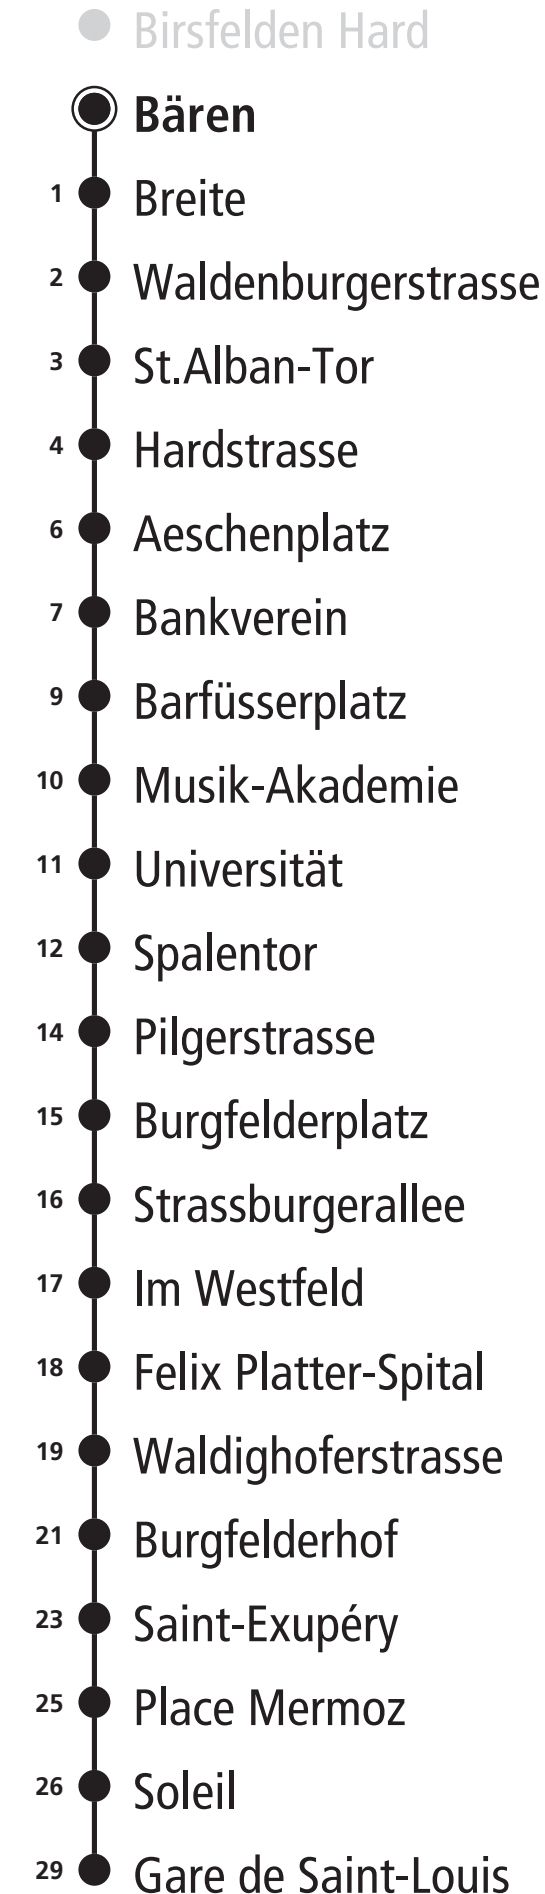 Birsfelden Hard
Bären
1 Breite
2 Waldenburgerstrasse
3 St.Alban-Tor
4 Hardstrasse
6 Aeschenplatz
7 Bankverein
9 Barfüsserplatz
10 Musik-Akademie
11 Universität
12 Spalentor
14 Pilgerstrasse
15 Burgfelderplatz
16 Strassburgerallee
17 Im Westfeld
18 Felix Platter-Spital
19 Waldighoferstrasse
21 Burgfelderhof
23 Saint-Exupéry
25 Place Mermoz
26 Soleil
29 Gare de Saint-Louis